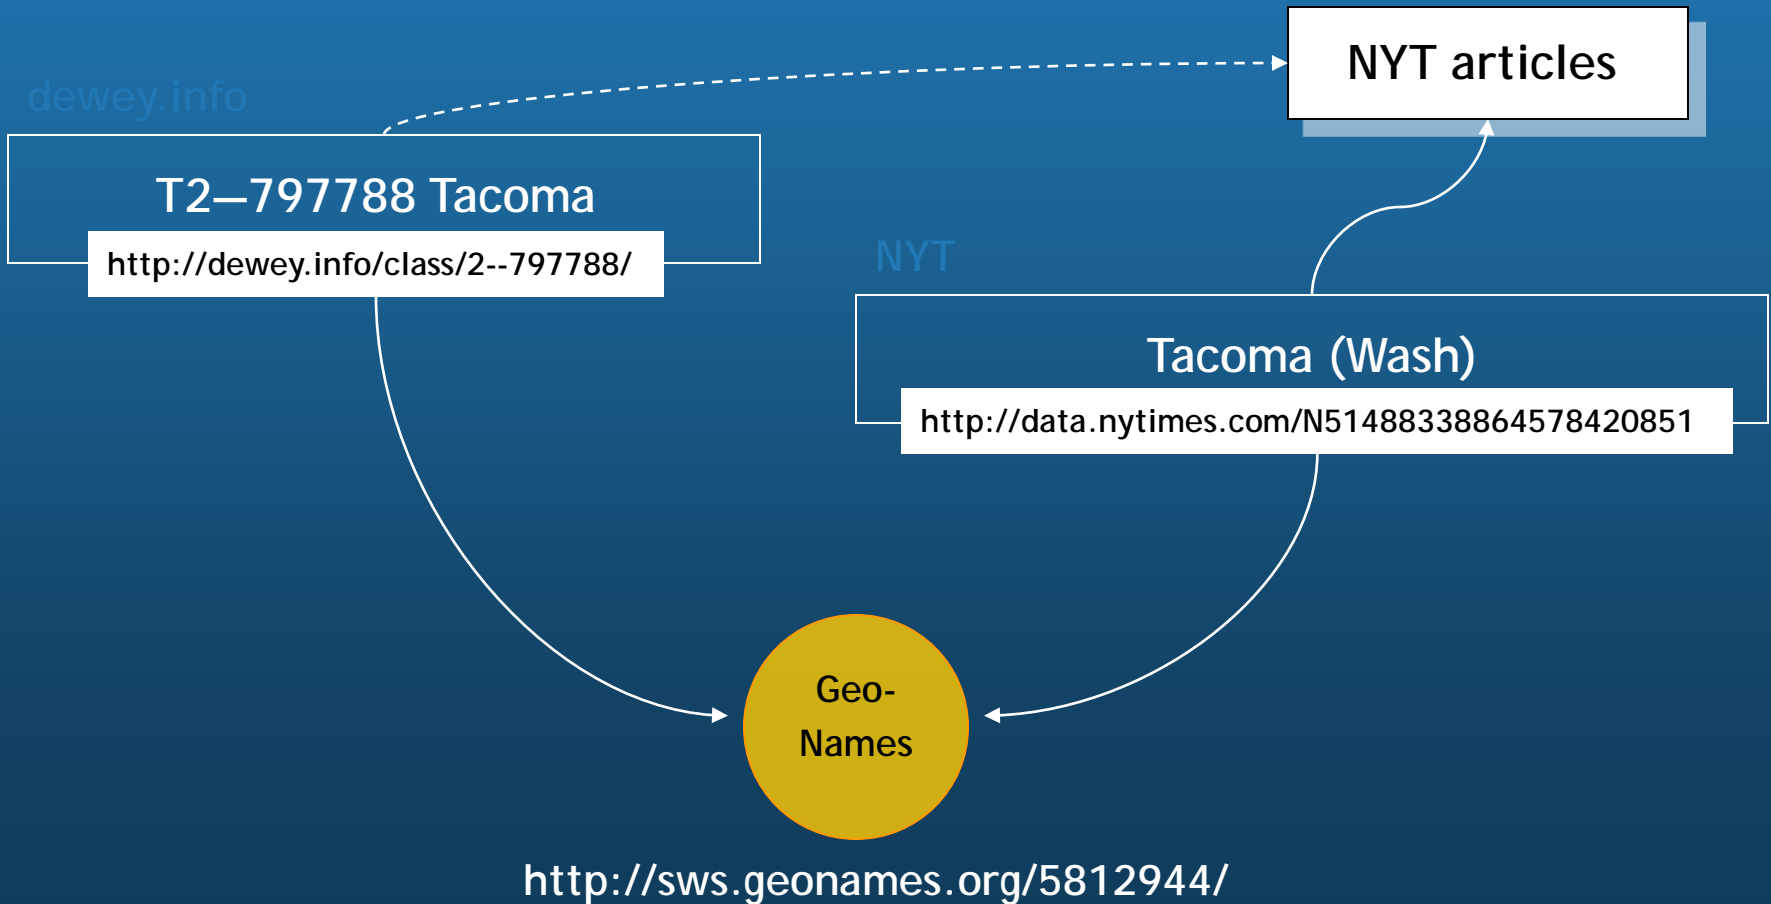 NYT articles
dewey.info
T2—797788 Tacoma
http://dewey.info/class/2--797788/
NYT
Tacoma (Wash)
http://data.nytimes.com/N51488338864578420851
Geo-
Names
http://sws.geonames.org/5812944/